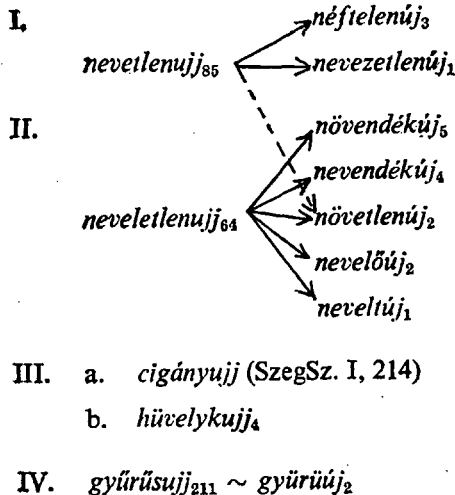 I.
néftelenúj₃
nevetlenujj₈₅
nevezetlenúj₁
II.
növendékúj₅
nevendékúj₄
neveletlenujj₆₄
növetlenúj₂
nevelőúj₂
neveltúj₁
III. a. cigányujj (SzegSz. I, 214)
b. hüvelykujj₄
IV. gyűrűsujj₂₁₁ ~ gyürüúj₂